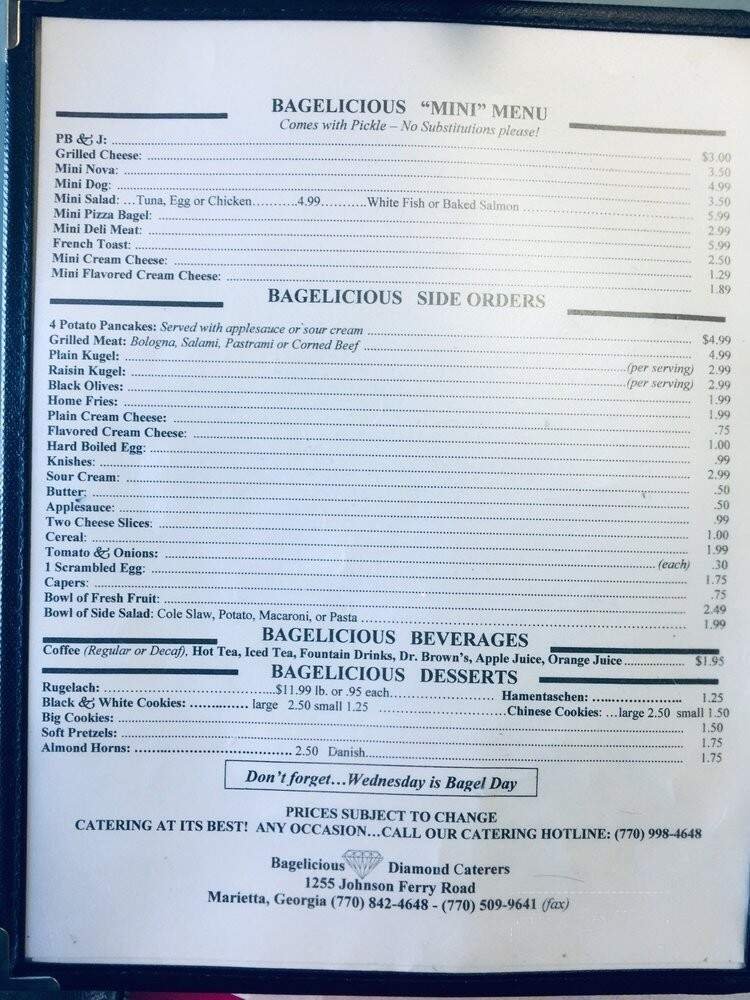 BAGELICIOUS "MINI" MENU
Comes with Pickle – No Substitutions please!
PB & J: $3.00
Grilled Cheese: 3.50
Mini Nova: 4.99
Mini Dog: 3.50
Mini Salad: ...Tuna, Egg or Chicken...........4.99...........White Fish or Baked Salmon 5.99
Mini Pizza Bagel: 2.99
Mini Deli Meat: 5.99
French Toast: 2.50
Mini Cream Cheese: 1.29
Mini Flavored Cream Cheese: 1.89
BAGELICIOUS SIDE ORDERS
4 Potato Pancakes: Served with applesauce or sour cream $4.99
Grilled Meat: Bologna, Salami, Pastrami or Corned Beef 4.99
Plain Kugel: (per serving) 2.99
Raisin Kugel: (per serving) 2.99
Black Olives: 1.99
Home Fries: 1.99
Plain Cream Cheese: .75
Flavored Cream Cheese: 1.00
Hard Boiled Egg: .99
Knishes: 2.99
Sour Cream: .50
Butter: .50
Applesauce: .99
Two Cheese Slices: 1.00
Cereal: 1.99
Tomato & Onions: (each) .30
1 Scrambled Egg: 1.75
Capers: .75
Bowl of Fresh Fruit: 2.49
Bowl of Side Salad: Cole Slaw, Potato, Macaroni, or Pasta 1.99
BAGELICIOUS BEVERAGES
Coffee (Regular or Decaf), Hot Tea, Iced Tea, Fountain Drinks, Dr. Brown's, Apple Juice, Orange Juice $1.95
BAGELICIOUS DESSERTS
Rugelach: $11.99 lb. or .95 each Hamentaschen: 1.25
Black & White Cookies: large 2.50 small 1.25 Chinese Cookies: ...large 2.50 small 1.50
Big Cookies: 1.50
Soft Pretzels: 1.75
Almond Horns: 2.50 Danish 1.75
Don't forget...Wednesday is Bagel Day
PRICES SUBJECT TO CHANGE
CATERING AT ITS BEST! ANY OCCASION...CALL OUR CATERING HOTLINE: (770) 998-4648
Bagelicious Diamond Caterers
1255 Johnson Ferry Road
Marietta, Georgia (770) 842-4648 - (770) 509-9641 (fax)